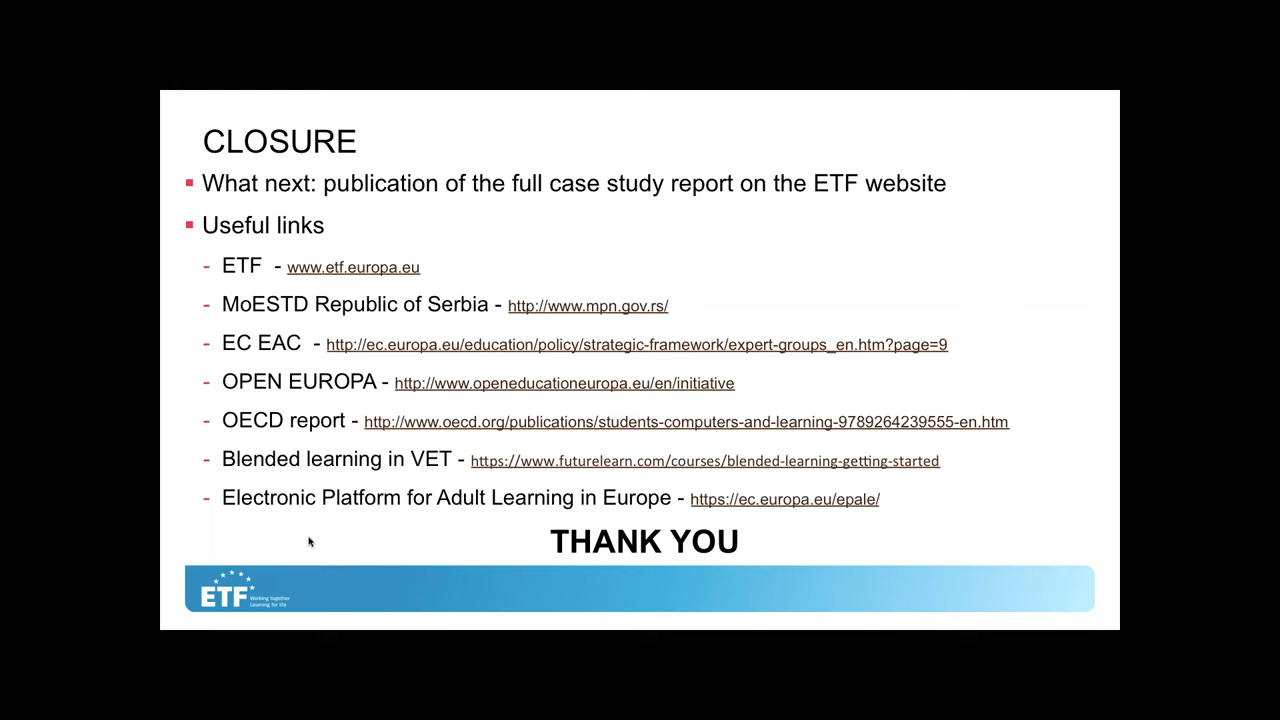 CLOSURE
▪ What next: publication of the full case study report on the ETF website
▪ Useful links
- ETF - www.etf.europa.eu
- MoESTD Republic of Serbia - http://www.mpn.gov.rs/
- EC EAC - http://ec.europa.eu/education/policy/strategic-framework/expert-groups_en.htm?page=9
- OPEN EUROPA - http://www.openeducationeuropa.eu/en/initiative
- OECD report - http://www.oecd.org/publications/students-computers-and-learning-9789264239555-en.htm
- Blended learning in VET - https://www.futurelearn.com/courses/blended-learning-getting-started
- Electronic Platform for Adult Learning in Europe - https://ec.europa.eu/epale/
THANK YOU
ETF
Working together
Learning for life